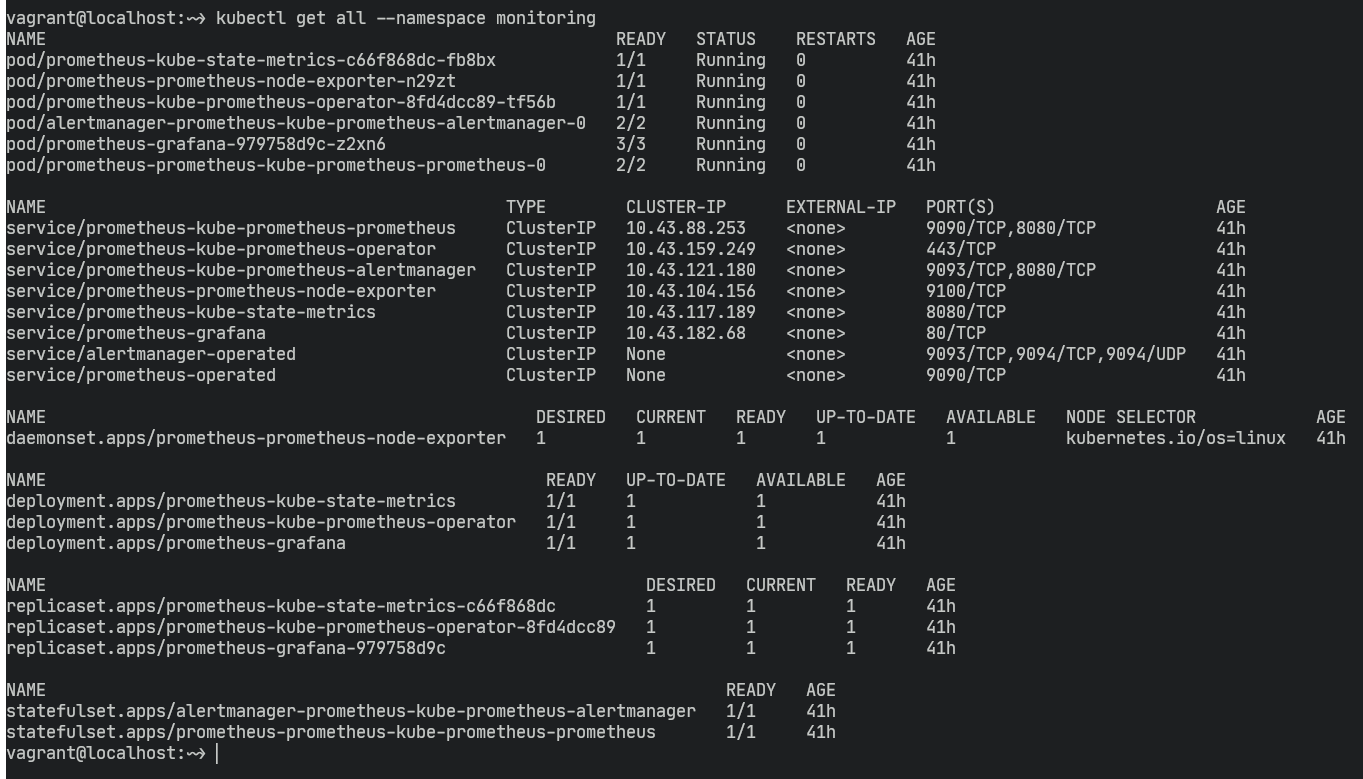 vagrant@localhost:~> kubectl get all --namespace monitoring
NAME                                                         READY   STATUS    RESTARTS   AGE
pod/prometheus-kube-state-metrics-c66f868dc-fb8bx            1/1     Running   0          41h
pod/prometheus-prometheus-node-exporter-n29zt                1/1     Running   0          41h
pod/prometheus-kube-prometheus-operator-8fd4dcc89-tf56b      1/1     Running   0          41h
pod/alertmanager-prometheus-kube-prometheus-alertmanager-0   2/2     Running   0          41h
pod/prometheus-grafana-979758d9c-z2xn6                       3/3     Running   0          41h
pod/prometheus-prometheus-kube-prometheus-prometheus-0       2/2     Running   0          41h
NAME                                              TYPE        CLUSTER-IP      EXTERNAL-IP   PORT(S)                      AGE
service/prometheus-kube-prometheus-prometheus     ClusterIP   10.43.88.253    <none>        9090/TCP,8080/TCP            41h
service/prometheus-kube-prometheus-operator       ClusterIP   10.43.159.249   <none>        443/TCP                      41h
service/prometheus-kube-prometheus-alertmanager   ClusterIP   10.43.121.180   <none>        9093/TCP,8080/TCP            41h
service/prometheus-prometheus-node-exporter       ClusterIP   10.43.104.156   <none>        9100/TCP                     41h
service/prometheus-kube-state-metrics             ClusterIP   10.43.117.189   <none>        8080/TCP                     41h
service/prometheus-grafana                        ClusterIP   10.43.182.68    <none>        80/TCP                       41h
service/alertmanager-operated                     ClusterIP   None            <none>        9093/TCP,9094/TCP,9094/UDP   41h
service/prometheus-operated                       ClusterIP   None            <none>        9090/TCP                     41h
NAME                                                 DESIRED   CURRENT   READY   UP-TO-DATE   AVAILABLE   NODE SELECTOR            AGE
daemonset.apps/prometheus-prometheus-node-exporter   1         1         1       1            1           kubernetes.io/os=linux   41h
NAME                                                  READY   UP-TO-DATE   AVAILABLE   AGE
deployment.apps/prometheus-kube-state-metrics         1/1     1            1           41h
deployment.apps/prometheus-kube-prometheus-operator   1/1     1            1           41h
deployment.apps/prometheus-grafana                    1/1     1            1           41h
NAME                                                            DESIRED   CURRENT   READY   AGE
replicaset.apps/prometheus-kube-state-metrics-c66f868dc         1         1         1       41h
replicaset.apps/prometheus-kube-prometheus-operator-8fd4dcc89   1         1         1       41h
replicaset.apps/prometheus-grafana-979758d9c                    1         1         1       41h
NAME                                                                    READY   AGE
statefulset.apps/alertmanager-prometheus-kube-prometheus-alertmanager   1/1     41h
statefulset.apps/prometheus-prometheus-kube-prometheus-prometheus       1/1     41h
vagrant@localhost:~>